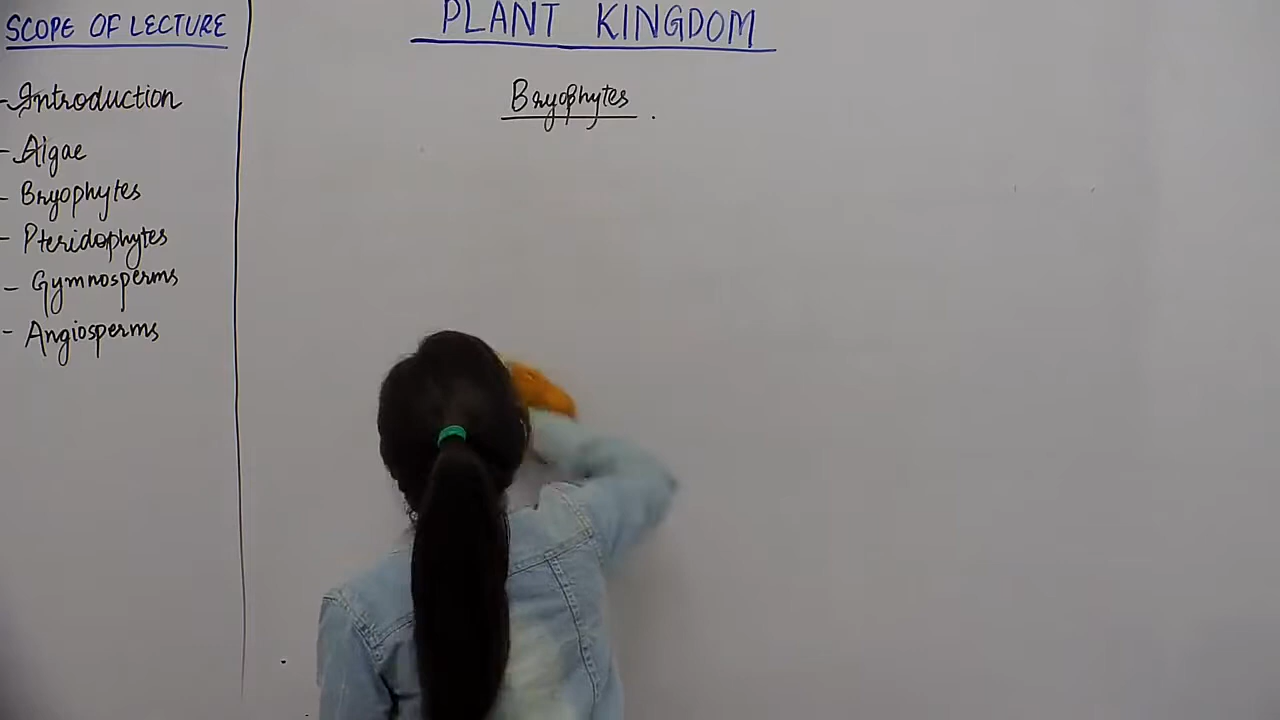 SCOPE OF LECTURE
- Introduction
- Algae
- Bryophytes
- Pteridophytes
- Gymnosperms
- Angiosperms
PLANT KINGDOM
Bryophytes.